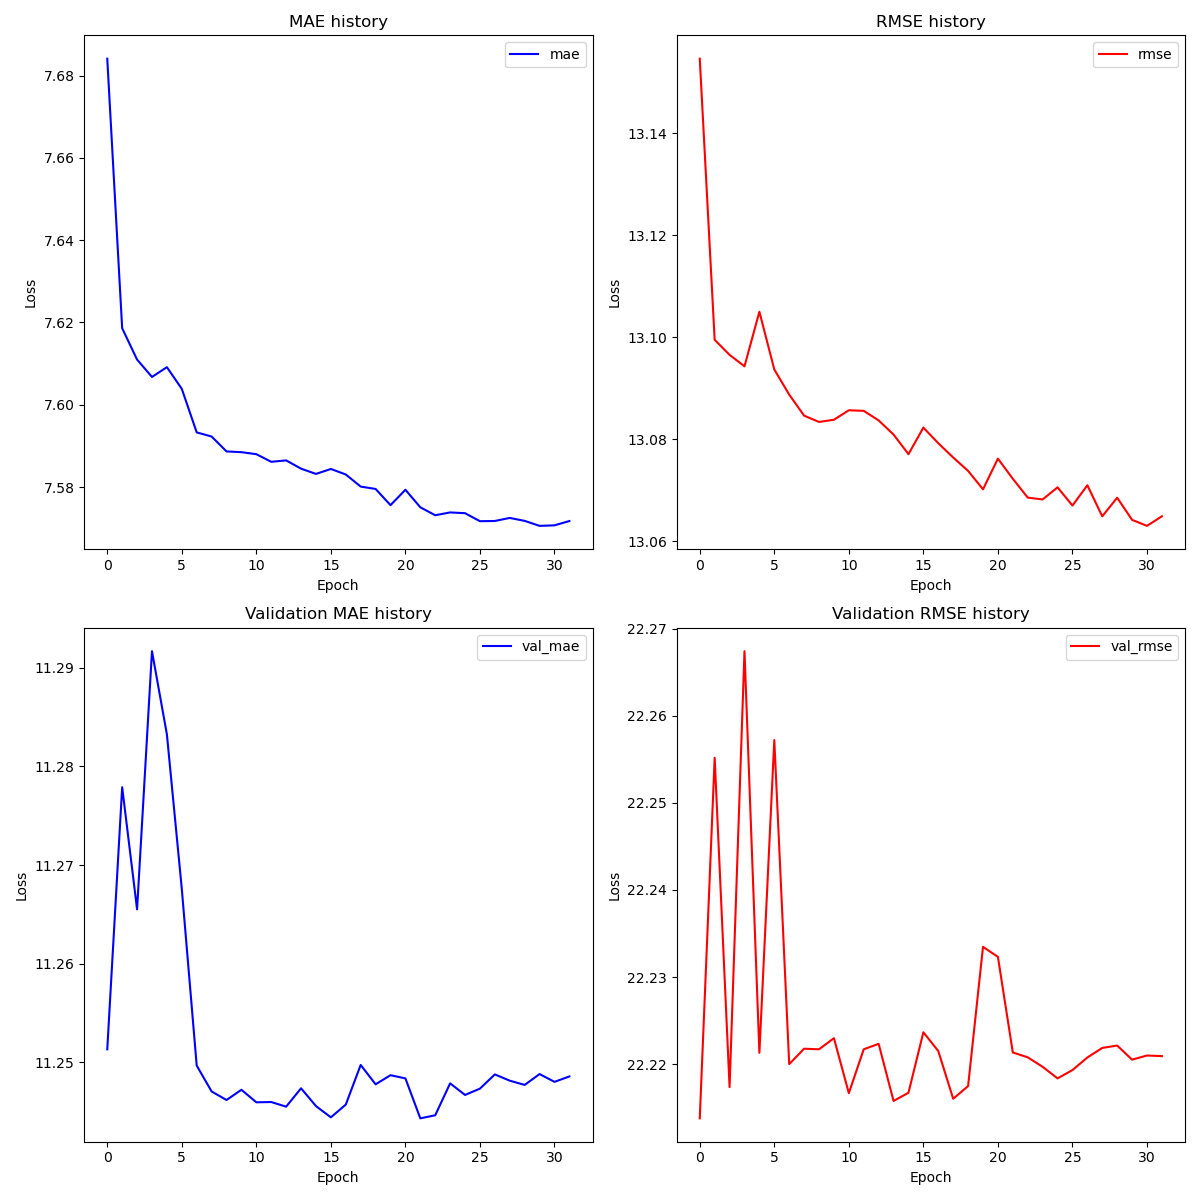 MAE history
mae
7.68
7.66
7.64
7.62
7.60
7.58
Loss
0 5 10 15 20 25 30
Epoch
RMSE history
rmse
13.14
13.12
13.10
13.08
13.06
Loss
0 5 10 15 20 25 30
Epoch
Validation MAE history
val_mae
11.29
11.28
11.27
11.26
11.25
Loss
0 5 10 15 20 25 30
Epoch
Validation RMSE history
val_rmse
22.27
22.26
22.25
22.24
22.23
22.22
Loss
0 5 10 15 20 25 30
Epoch